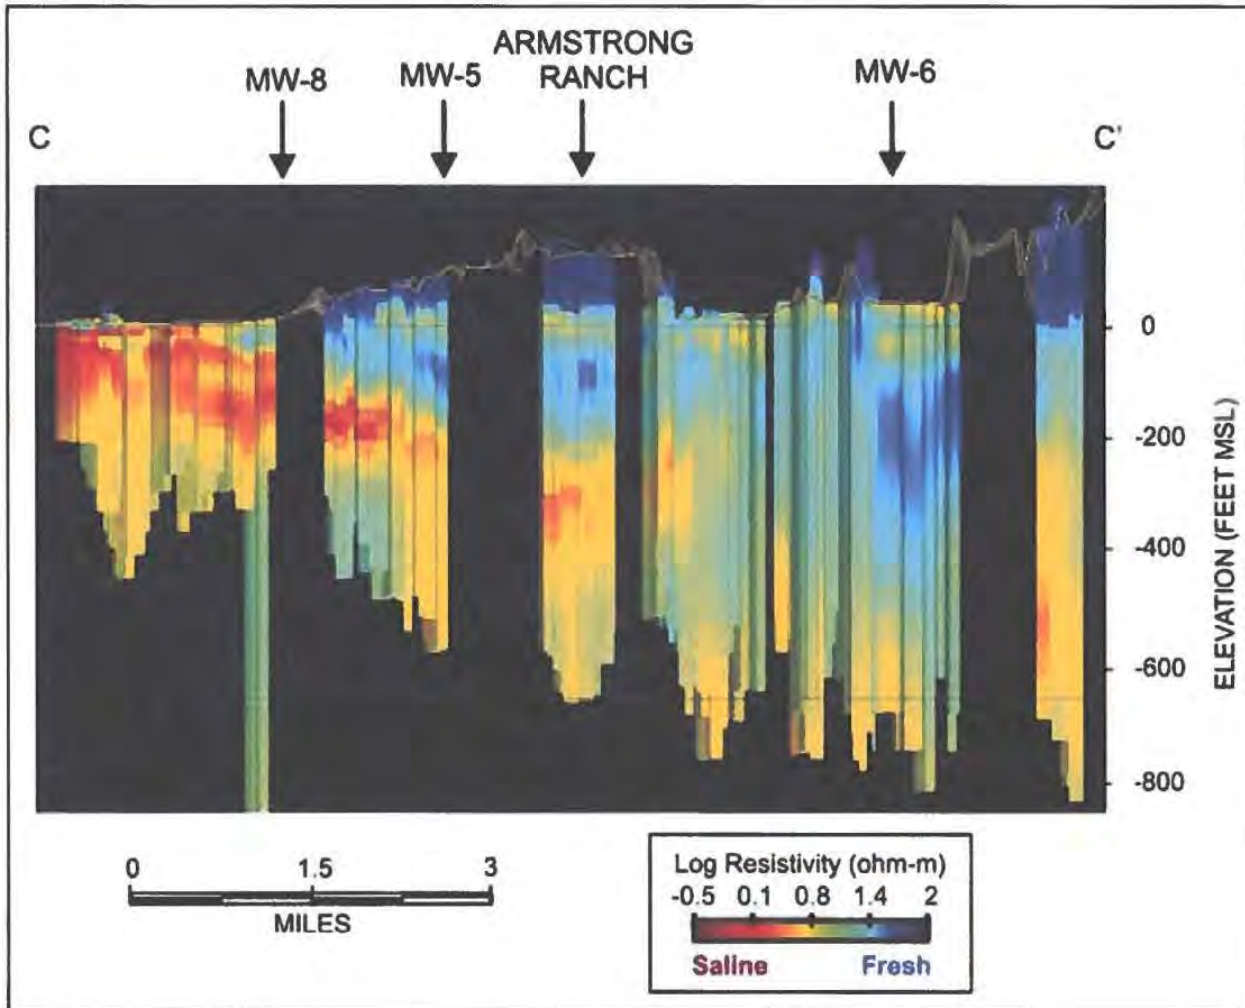 ARMSTRONG
RANCH
MW-8
MW-5
MW-6
C
C'
0
-200
-400
-600
-800
ELEVATION (FEET MSL)
0 1.5 3
MILES
Log Resistivity (ohm-m)
-0.5 0.1 0.8 1.4 2
Saline Fresh